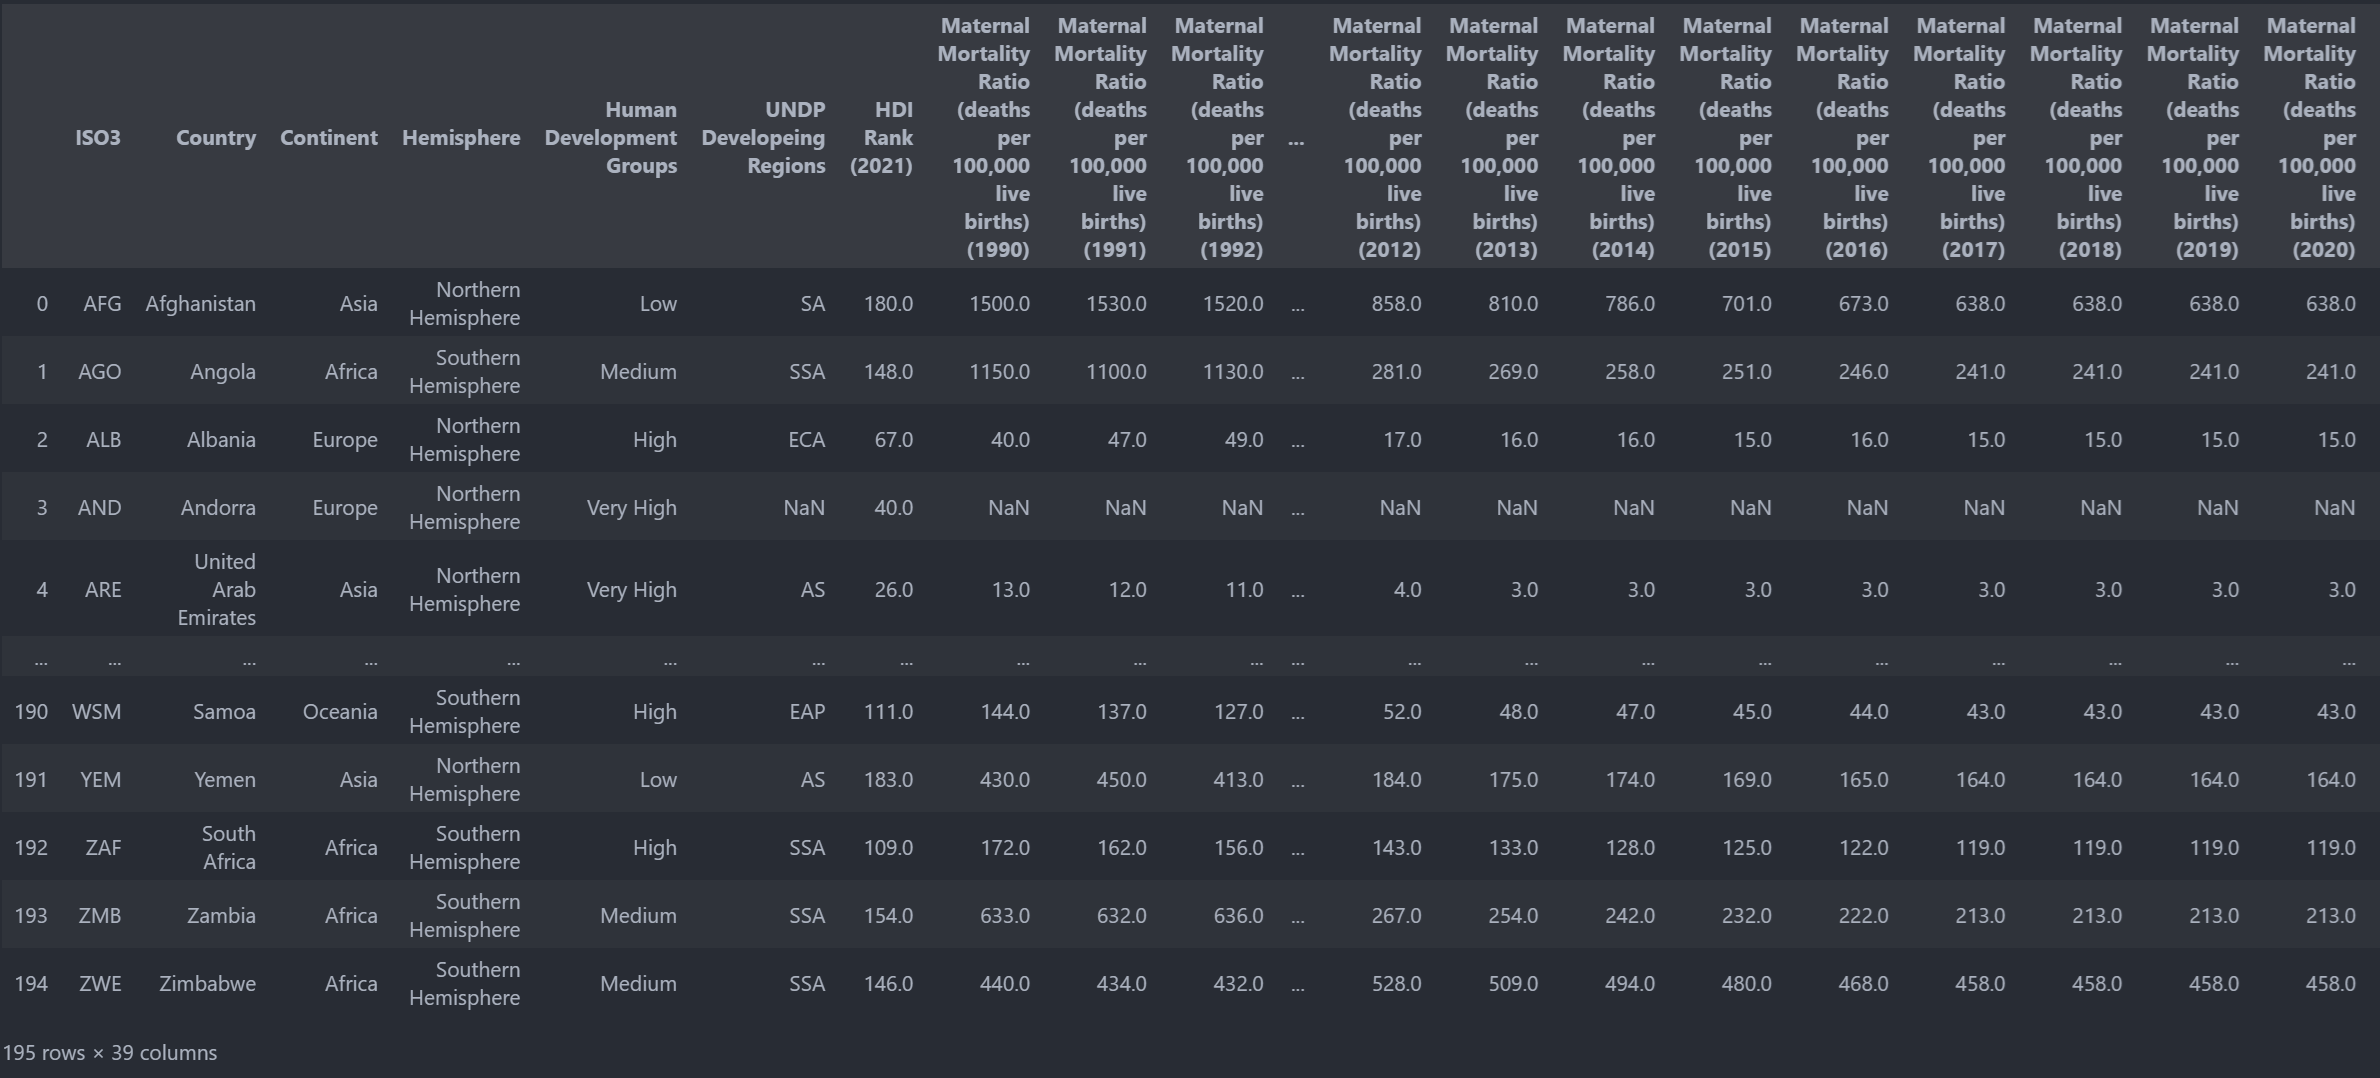 ISO3 Country Continent Hemisphere Human Development Groups UNDP Developeing Regions HDI Rank (2021) Maternal Mortality Ratio (deaths per 100,000 live births) (1990) Maternal Mortality Ratio (deaths per 100,000 live births) (1991) Maternal Mortality Ratio (deaths per 100,000 live births) (1992) ... Maternal Mortality Ratio (deaths per 100,000 live births) (2012) Maternal Mortality Ratio (deaths per 100,000 live births) (2013) Maternal Mortality Ratio (deaths per 100,000 live births) (2014) Maternal Mortality Ratio (deaths per 100,000 live births) (2015) Maternal Mortality Ratio (deaths per 100,000 live births) (2016) Maternal Mortality Ratio (deaths per 100,000 live births) (2017) Maternal Mortality Ratio (deaths per 100,000 live births) (2018) Maternal Mortality Ratio (deaths per 100,000 live births) (2019) Maternal Mortality Ratio (deaths per 100,000 live births) (2020)
0 AFG Afghanistan Asia Northern Hemisphere Low SA 180.0 1500.0 1530.0 1520.0 ... 858.0 810.0 786.0 701.0 673.0 638.0 638.0 638.0 638.0
1 AGO Angola Africa Southern Hemisphere Medium SSA 148.0 1150.0 1100.0 1130.0 ... 281.0 269.0 258.0 251.0 246.0 241.0 241.0 241.0 241.0
2 ALB Albania Europe Northern Hemisphere High ECA 67.0 40.0 47.0 49.0 ... 17.0 16.0 16.0 15.0 16.0 15.0 15.0 15.0 15.0
3 AND Andorra Europe Northern Hemisphere Very High NaN 40.0 NaN NaN NaN ... NaN NaN NaN NaN NaN NaN NaN NaN NaN
4 ARE United Arab Emirates Asia Northern Hemisphere Very High AS 26.0 13.0 12.0 11.0 ... 4.0 3.0 3.0 3.0 3.0 3.0 3.0 3.0 3.0
... ... ... ... ... ... ... ... ... ... ... ... ... ... ... ... ... ... ... ... ...
190 WSM Samoa Oceania Southern Hemisphere High EAP 111.0 144.0 137.0 127.0 ... 52.0 48.0 47.0 45.0 44.0 43.0 43.0 43.0 43.0
191 YEM Yemen Asia Northern Hemisphere Low AS 183.0 430.0 450.0 413.0 ... 184.0 175.0 174.0 169.0 165.0 164.0 164.0 164.0 164.0
192 ZAF South Africa Africa Southern Hemisphere High SSA 109.0 172.0 162.0 156.0 ... 143.0 133.0 128.0 125.0 122.0 119.0 119.0 119.0 119.0
193 ZMB Zambia Africa Southern Hemisphere Medium SSA 154.0 633.0 632.0 636.0 ... 267.0 254.0 242.0 232.0 222.0 213.0 213.0 213.0 213.0
194 ZWE Zimbabwe Africa Southern Hemisphere Medium SSA 146.0 440.0 434.0 432.0 ... 528.0 509.0 494.0 480.0 468.0 458.0 458.0 458.0 458.0
195 rows × 39 columns